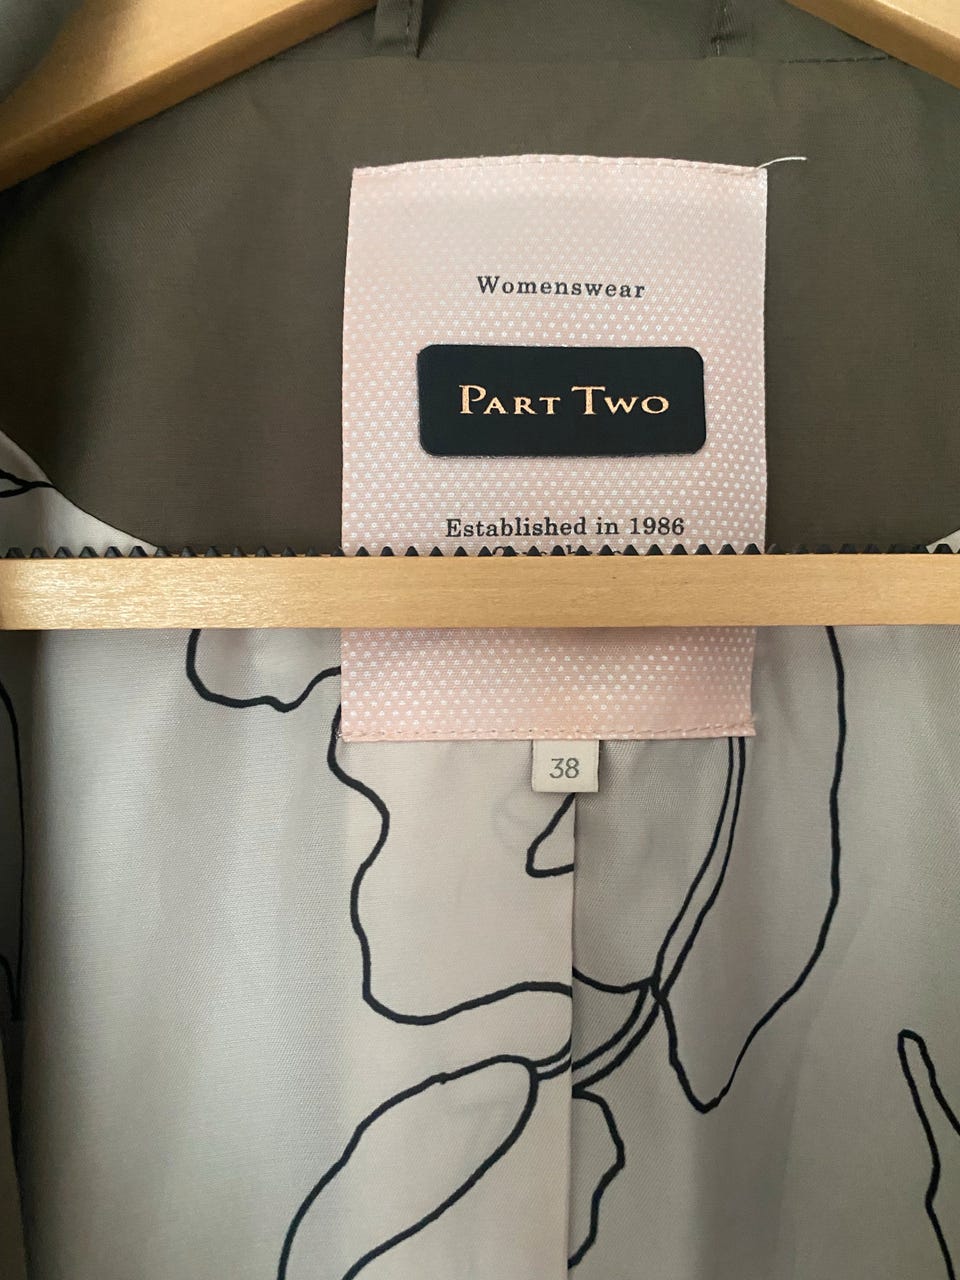 Womenswear
PART TWO
Established in 1986
38